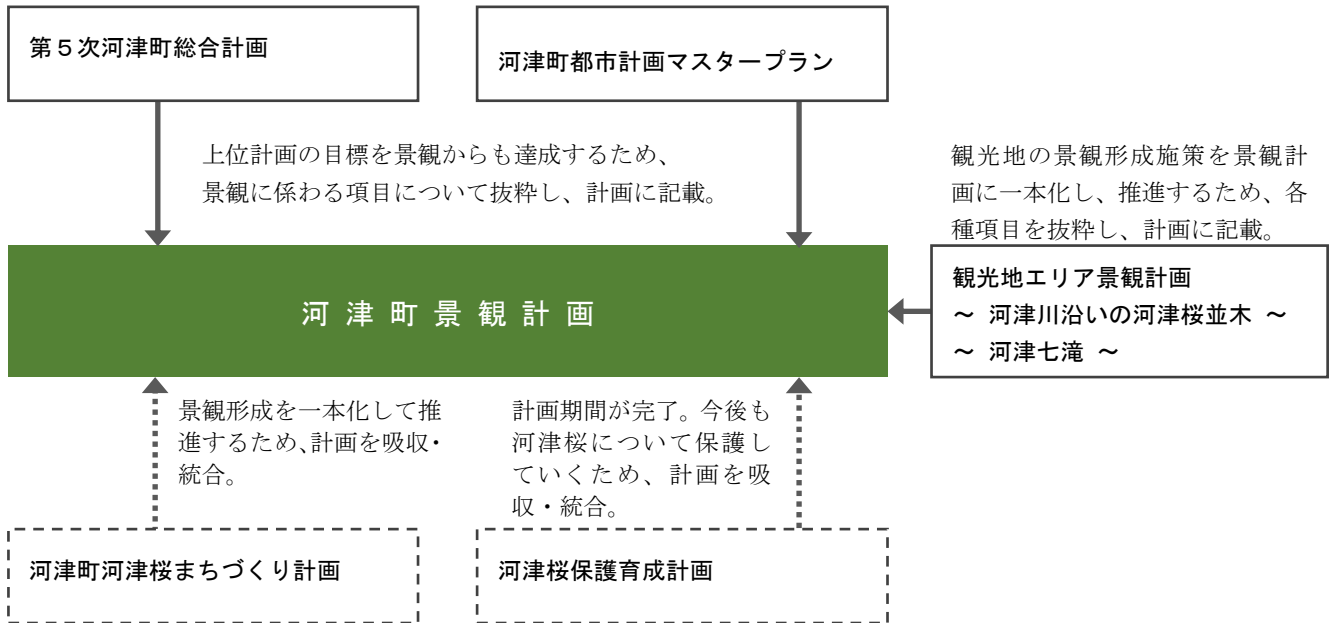 第５次河津町総合計画
河津町都市計画マスタープラン
上位計画の目標を景観からも達成するため、
景観に係わる項目について抜粋し、計画に記載。
観光地の景観形成施策を景観計
画に一本化し、推進するため、各
種項目を抜粋し、計画に記載。
河津町景観計画
観光地エリア景観計画
～ 河津川沿いの河津桜並木 ～
～ 河津七滝 ～
景観形成を一本化して推
進するため、計画を吸収・
統合。
計画期間が完了。今後も
河津桜について保護し
ていくため、計画を吸
収・統合。
河津町河津桜まちづくり計画
河津桜保護育成計画